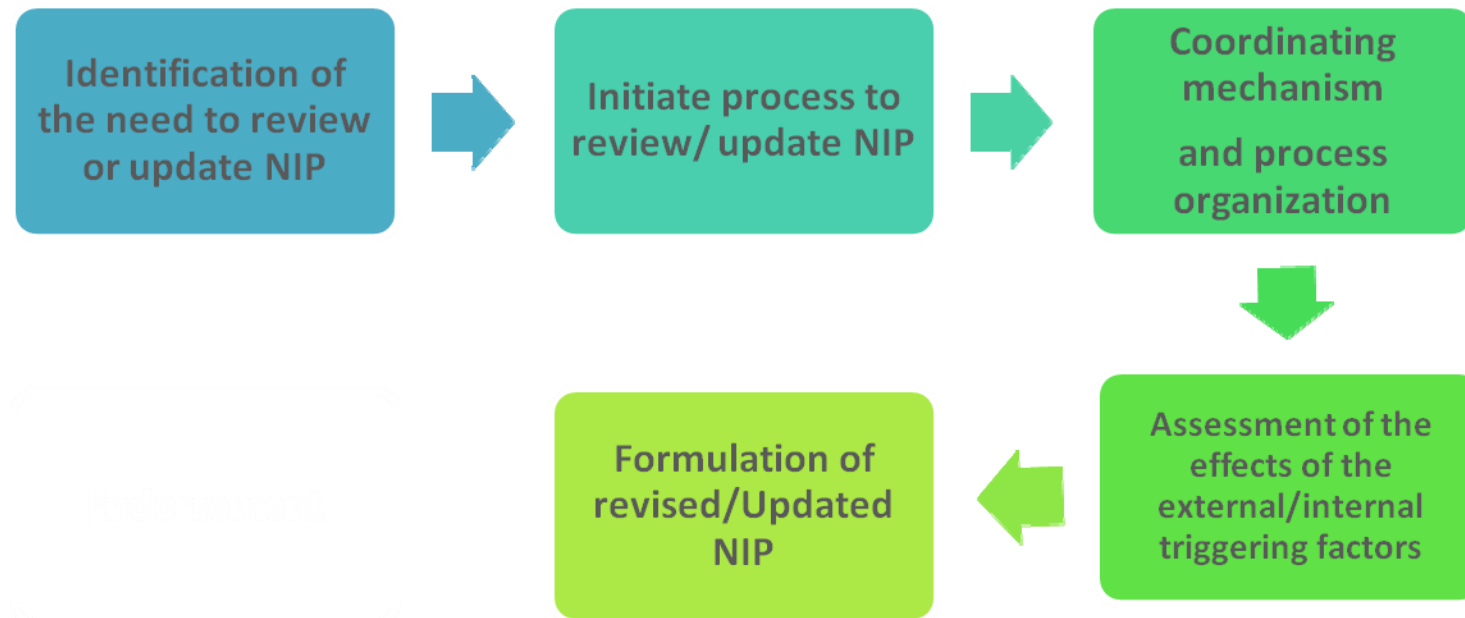 Identification of
the need to review
or update NIP
Initiate process to
review/ update NIP
Coordinating
mechanism
and process
organization
Assessment of the
effects of the
external/internal
triggering factors
Formulation of
revised/Updated
NIP